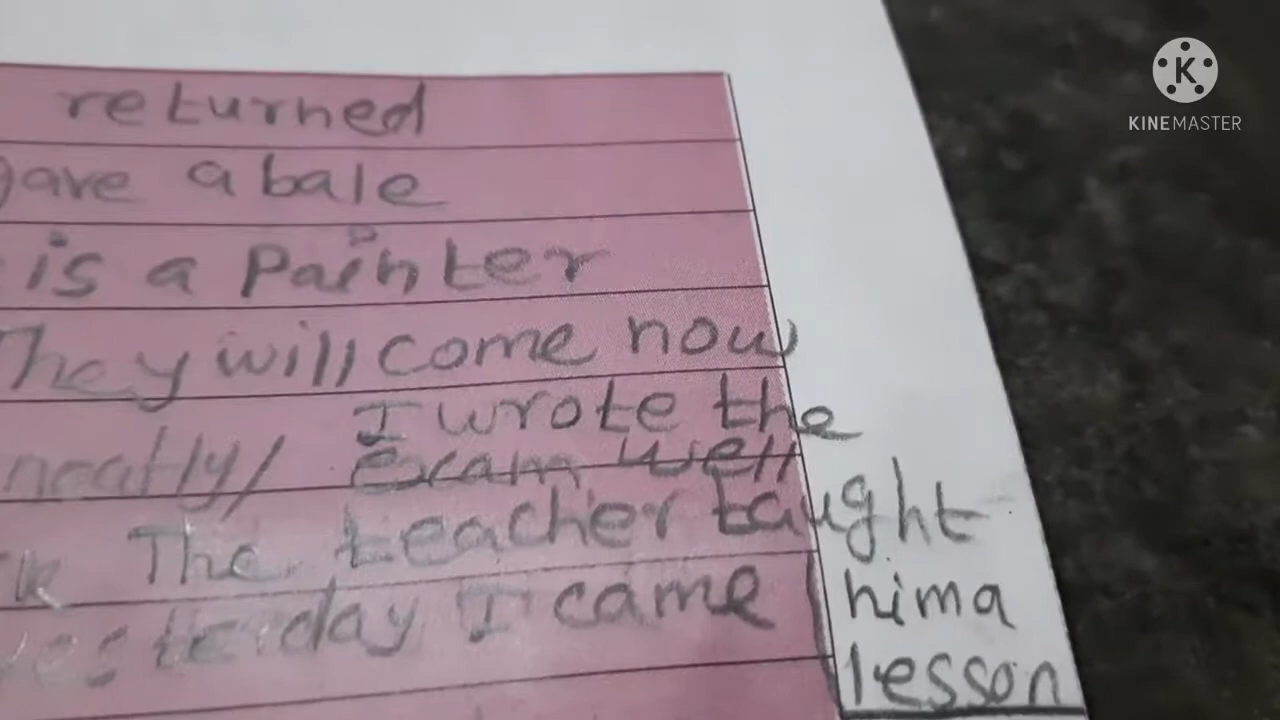 returned
gave a bale
is a Painter
They will come now
I wrote the
neatly/ exam well
The teacher taught
him a
yesterday I came
lesson
KINEMASTER